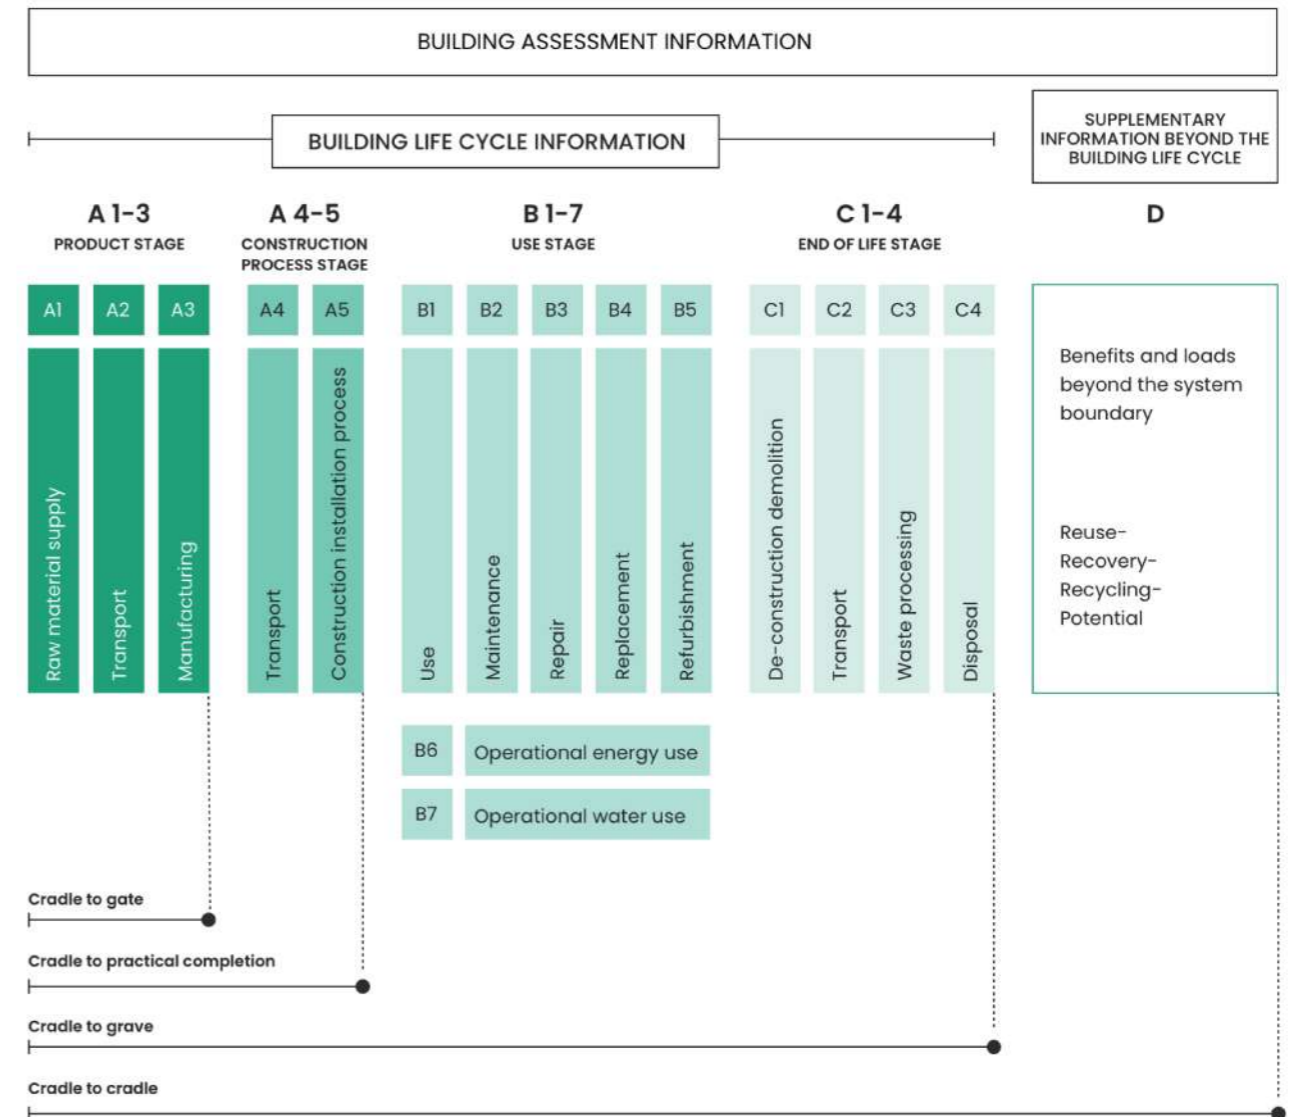 BUILDING ASSESSMENT INFORMATION
BUILDING LIFE CYCLE INFORMATION
SUPPLEMENTARY
INFORMATION BEYOND THE
BUILDING LIFE CYCLE
A 1-3
PRODUCT STAGE
A 4-5
CONSTRUCTION
PROCESS STAGE
B 1-7
USE STAGE
C 1-4
END OF LIFE STAGE
D
A1
A2
A3
A4
A5
B1
B2
B3
B4
B5
C1
C2
C3
C4
Raw material supply
Transport
Manufacturing
Transport
Construction installation process
Use
Maintenance
Repair
Replacement
Refurbishment
De-construction demolition
Transport
Waste processing
Disposal
Benefits and loads
beyond the system
boundary
Reuse-
Recovery-
Recycling-
Potential
B6
Operational energy use
B7
Operational water use
Cradle to gate
Cradle to practical completion
Cradle to grave
Cradle to cradle